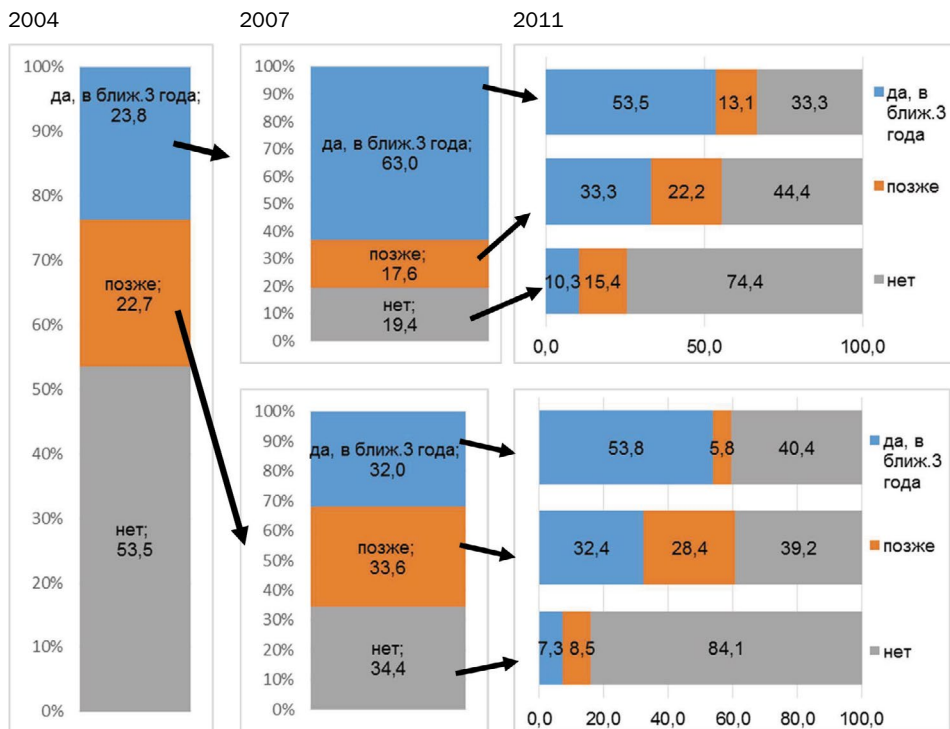 2004
2007
2011
100%
90%
80%
70%
60%
50%
40%
30%
20%
10%
0%
да, в ближ.3 года;
23,8
позже;
22,7
нет;
53,5
100%
90%
80%
70%
60%
50%
40%
30%
20%
10%
0%
да, в ближ.3 года;
63,0
позже;
17,6
нет;
19,4
53,5 13,1 33,3
33,3 22,2 44,4
10,3 15,4 74,4
0,0 50,0 100,0
да, в
ближ.3
года
позже
нет
100%
90%
80%
70%
60%
50%
40%
30%
20%
10%
0%
да, в ближ.3 года;
32,0
позже;
33,6
нет;
34,4
53,8 5,8 40,4
32,4 28,4 39,2
7,3 8,5 84,1
0,0 20,0 40,0 60,0 80,0 100,0
да, в
ближ.3
года
позже
нет